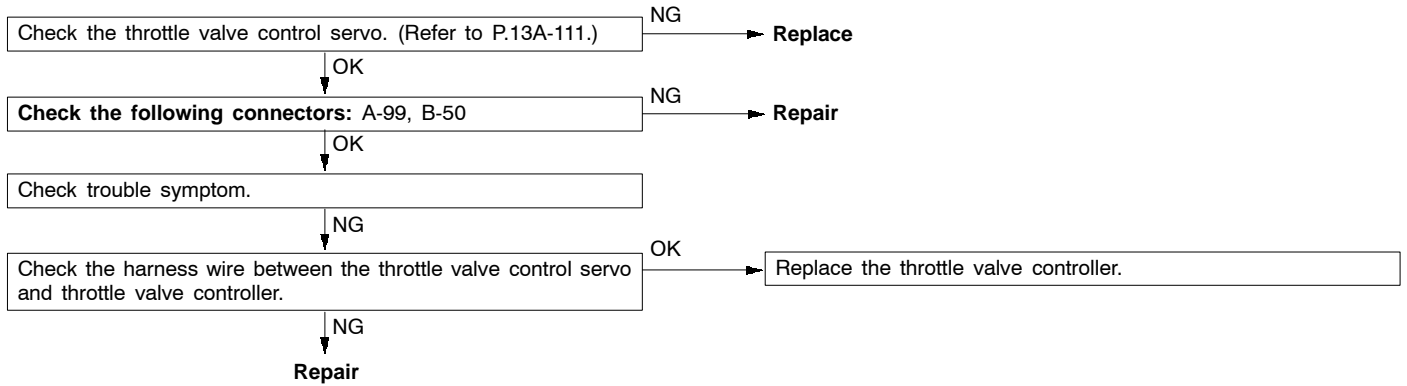 Check the throttle valve control servo. (Refer to P.13A-111.)
NG
Replace
OK
Check the following connectors: A-99, B-50
NG
Repair
OK
Check trouble symptom.
NG
Check the harness wire between the throttle valve control servo
and throttle valve controller.
OK
Replace the throttle valve controller.
NG
Repair